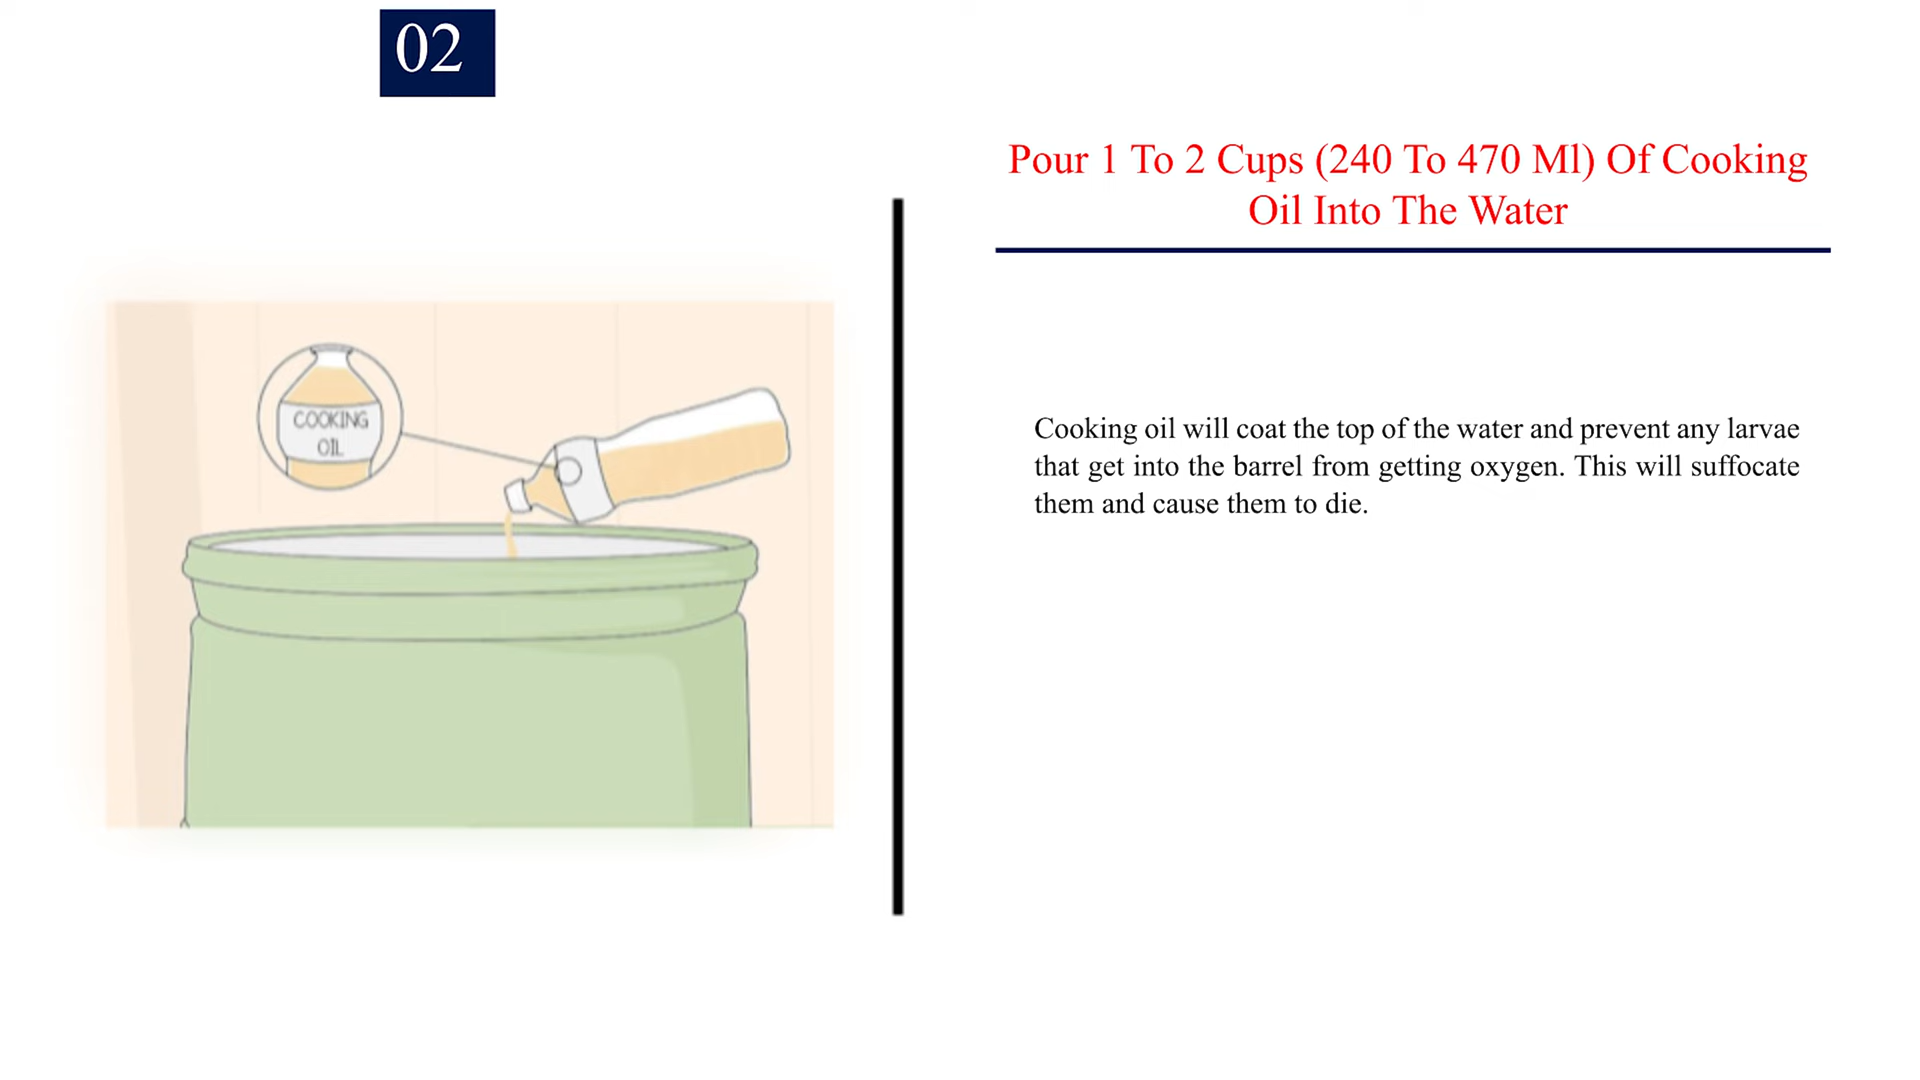 02
Pour 1 To 2 Cups (240 To 470 Ml) Of Cooking
Oil Into The Water
COOKING
OIL
Cooking oil will coat the top of the water and prevent any larvae
that get into the barrel from getting oxygen. This will suffocate
them and cause them to die.